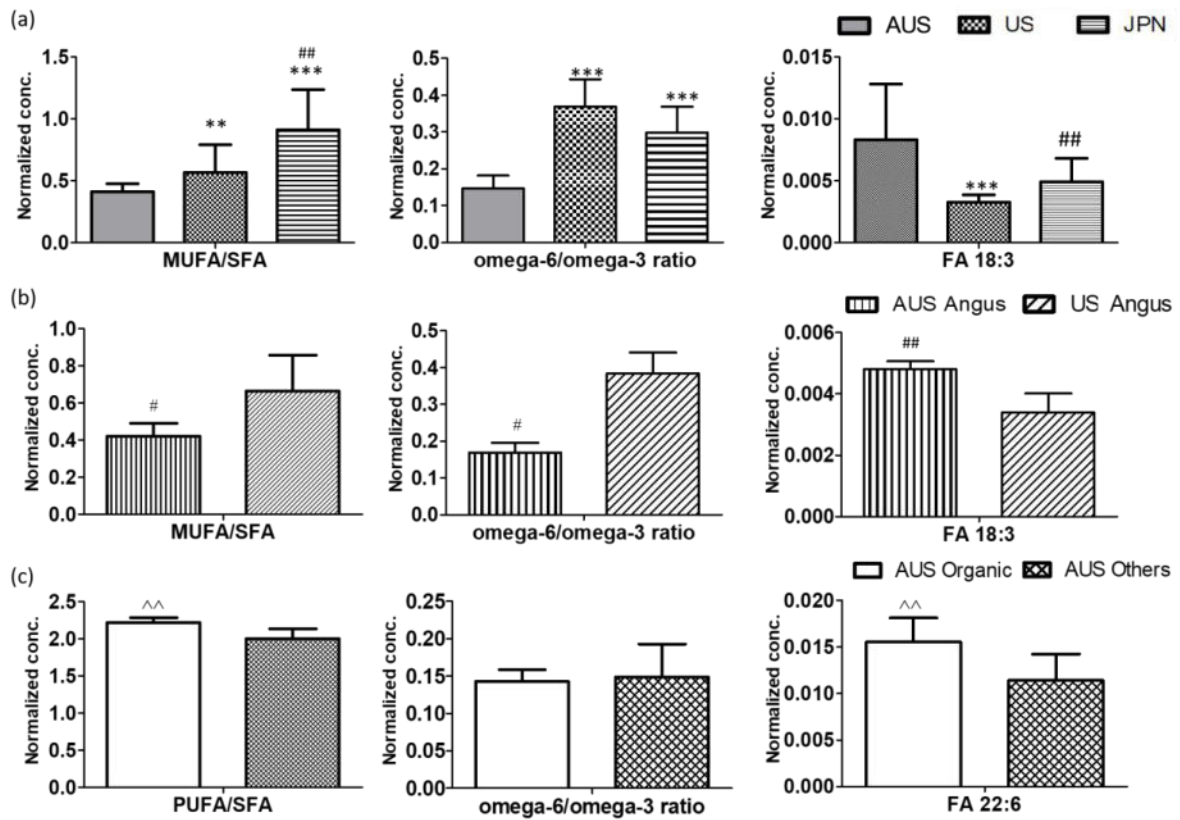 (a)
AUS US JPN
Normalized conc.
1.5
1.0
0.5
0.0
**
##
***
MUFA/SFA
Normalized conc.
0.5
0.4
0.3
0.2
0.1
0.0
***
***
omega-6/omega-3 ratio
Normalized conc.
0.015
0.010
0.005
0.000
***
##
FA 18:3
(b)
AUS Angus US Angus
Normalized conc.
1.0
0.8
0.6
0.4
0.2
0.0
#
MUFA/SFA
Normalized conc.
0.5
0.4
0.3
0.2
0.1
0.0
#
omega-6/omega-3 ratio
Normalized conc.
0.006
0.004
0.002
0.000
##
FA 18:3
(c)
AUS Organic AUS Others
Normalized conc.
2.5
2.0
1.5
1.0
0.5
0.0
^^
PUFA/SFA
Normalized conc.
0.25
0.20
0.15
0.10
0.05
0.00
omega-6/omega-3 ratio
Normalized conc.
0.020
0.015
0.010
0.005
0.000
^^
FA 22:6